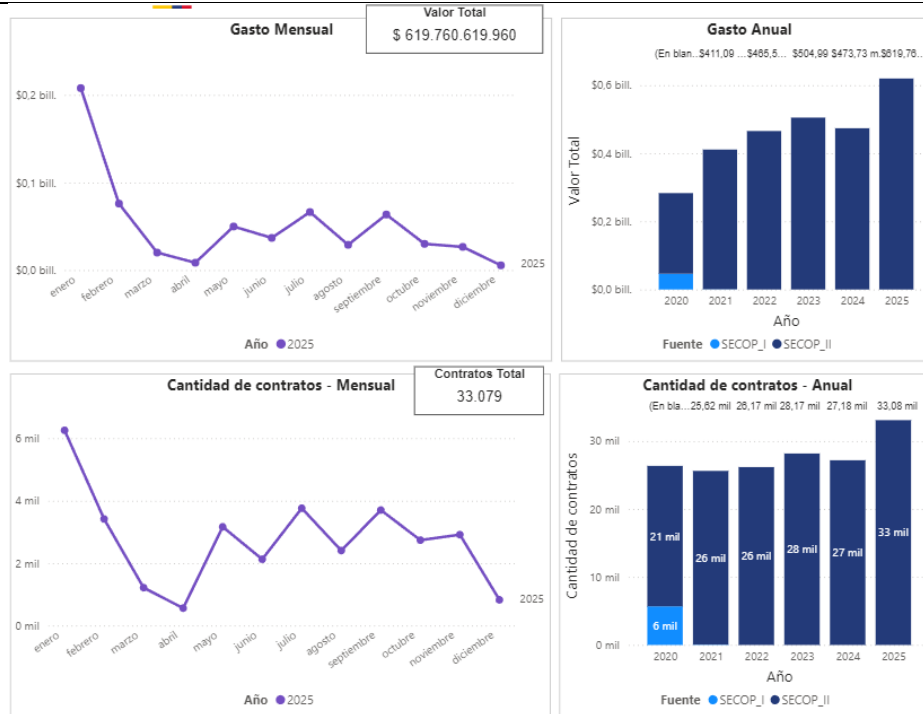 Gasto Mensual
Valor Total
$ 619.760.619.960
$0,2 bill.
$0,1 bill.
$0,0 bill.
2025
enero
febrero
marzo
abril
mayo
junio
julio
agosto
septiembre
octubre
noviembre
diciembre
Año 2025
Gasto Anual
(En blan... $411,09 ... $465,5... $504,99 $473,73 m. $619,76...
Valor Total
$0,6 bill.
$0,4 bill.
$0,2 bill.
$0,0 bill.
2020 2021 2022 2023 2024 2025
Año
Fuente SECOP_I SECOP_II
Cantidad de contratos - Mensual
Contratos Total
33.079
6 mil
4 mil
2 mil
0 mil
2025
enero
febrero
marzo
abril
mayo
junio
julio
agosto
septiembre
octubre
noviembre
diciembre
Año 2025
Cantidad de contratos - Anual
(En bla... 25,62 mil 26,17 mil 28,17 mil 27,18 mil 33,08 mil
Cantidad de contratos
30 mil
20 mil
10 mil
0 mil
21 mil 26 mil 26 mil 28 mil 27 mil 33 mil
6 mil
2020 2021 2022 2023 2024 2025
Año
Fuente SECOP_I SECOP_II